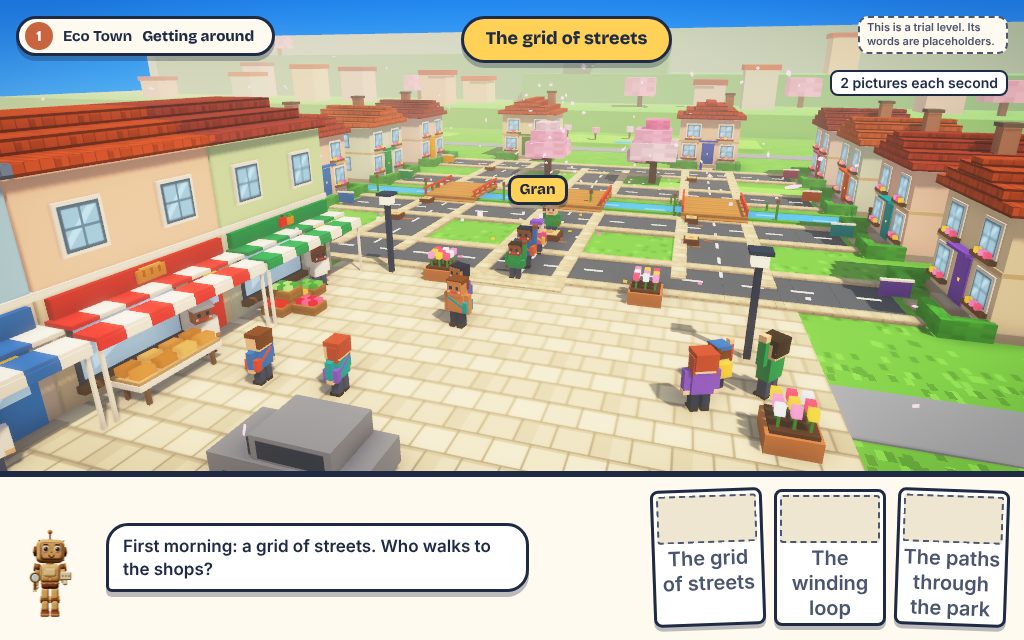 1 Eco Town Getting around
The grid of streets
This is a trial level. Its
words are placeholders.
2 pictures each second
Gran
First morning: a grid of streets. Who walks to
the shops?
The grid
of streets
The
winding
loop
The paths
through
the park